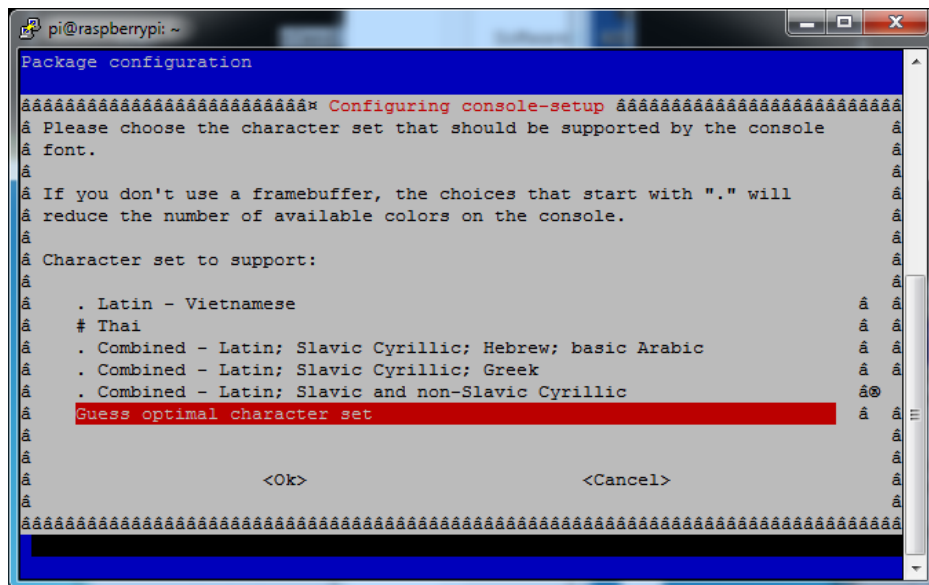 pi@raspberrypi: ~
Package configuration
ââââââââââââââââââââââââââ¤ Configuring console-setup ââââââââââââââââââââââââââ
â Please choose the character set that should be supported by the console â
â font. â
â â
â If you don't use a framebuffer, the choices that start with "." will â
â reduce the number of available colors on the console. â
â â
â Character set to support: â
â â
â . Latin - Vietnamese â â
â # Thai â â
â . Combined - Latin; Slavic Cyrillic; Hebrew; basic Arabic â â
â . Combined - Latin; Slavic Cyrillic; Greek â â
â . Combined - Latin; Slavic and non-Slavic Cyrillic â®
â Guess optimal character set â â
â â
â â
â <Ok> <Cancel> â
â â
ââââââââââââââââââââââââââââââââââââââââââââââââââââââââââââââââââââââââââââââââ